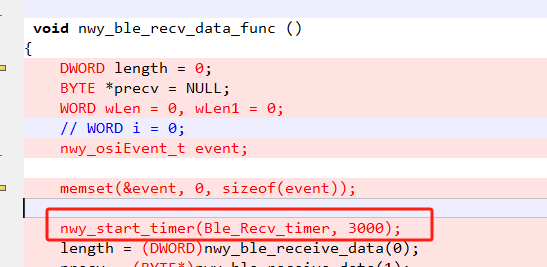 void nwy_ble_recv_data_func ()
{
DWORD length = 0;
BYTE *precv = NULL;
WORD wLen = 0, wLen1 = 0;
// WORD i = 0;
nwy_osiEvent_t event;
memset(&event, 0, sizeof(event));
nwy_start_timer(Ble_Recv_timer, 3000);
length = (DWORD)nwy_ble_receive_data(0);
precv = (BYTE*)nwy_ble_receive_data(1);